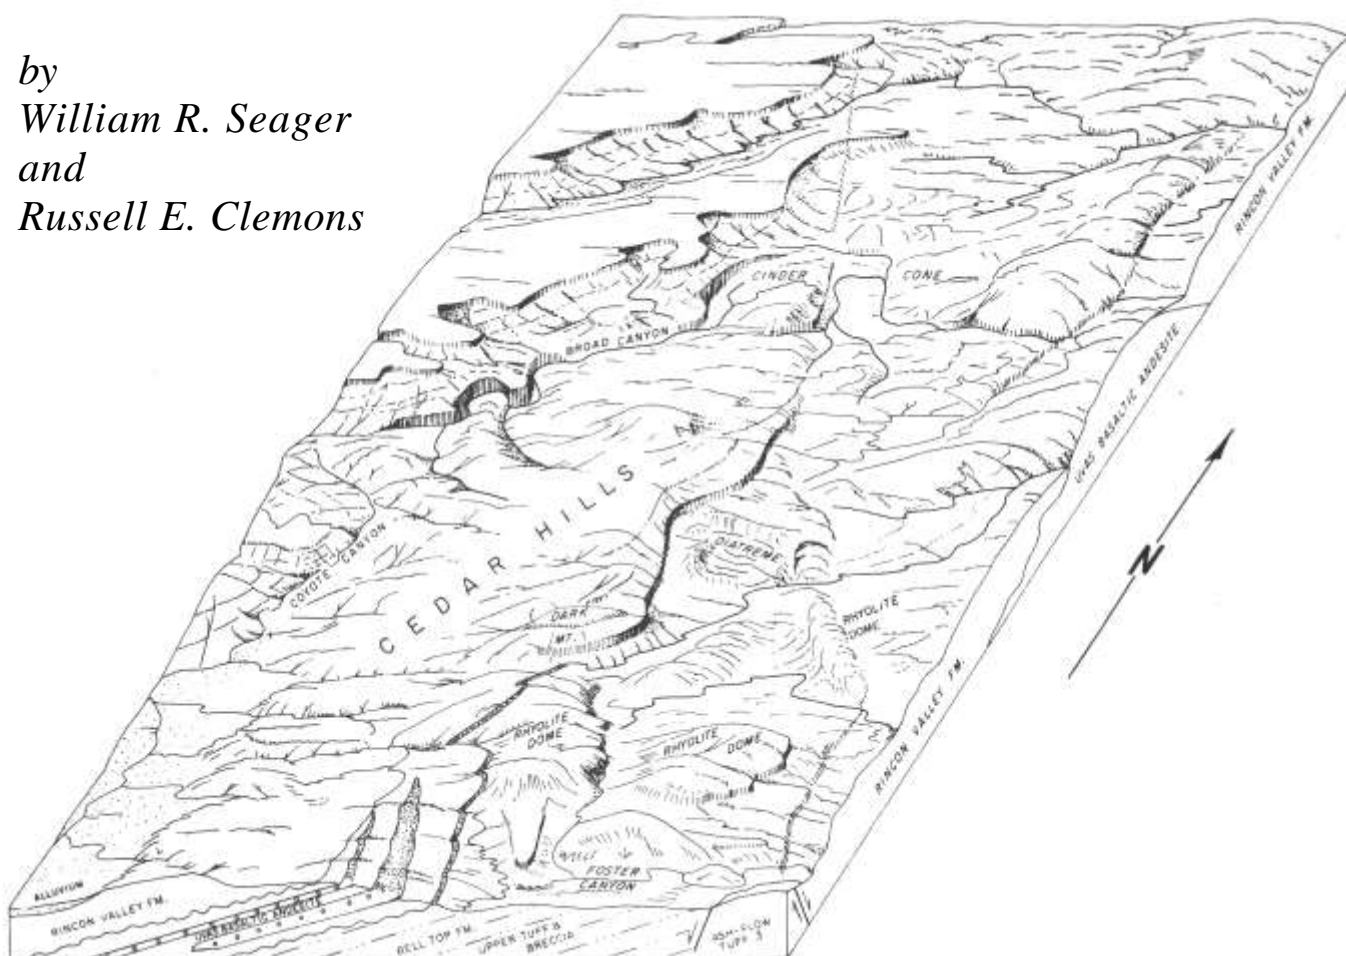 by
William R. Seager
and
Russell E. Clemons
RINCON VALLEY FM.
CINDER CONE
BROAD CANYON
UVAS BASALTIC ANDESITE
CEDAR HILLS
COYOTE CANYON
DIATREME
N
DARK
MT.
RHYOLITE
DOME
RHYOLITE
DOME
RHYOLITE DOME
RINCON VALLEY FM.
FOSTER
CANYON
ALLUVIUM
RINCON VALLEY FM.
UVAS BASALTIC ANDESITE
BELL TOP FM.
UPPER TUFF &
BRECCIA
ASH-FLOW
TUFF 3